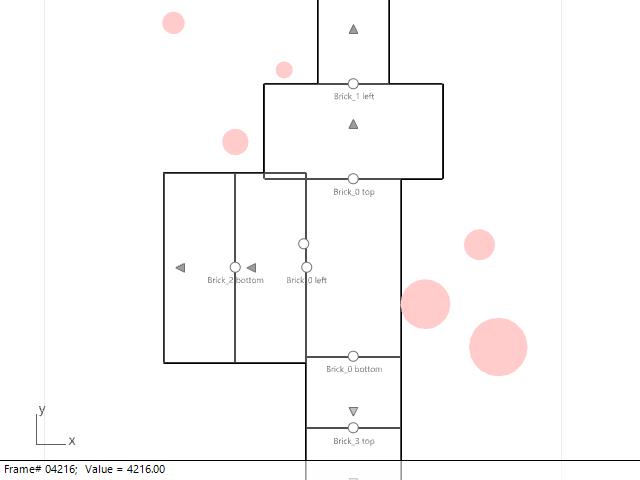 Brick_1 left
Brick_0 top
Brick_2 bottom
Brick_0 left
Brick_0 bottom
y
x
Brick_3 top
Frame# 04216; Value = 4216.00